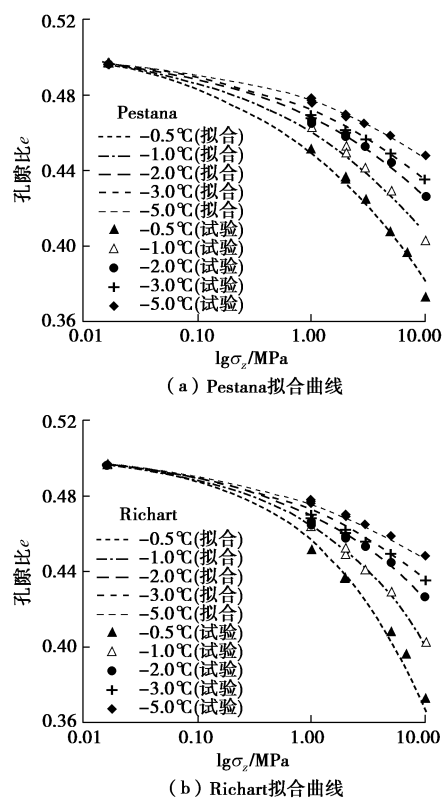 0.52
0.48
0.44
0.40
0.36
孔隙比e
Pestana
-0.5℃(拟合)
-1.0℃(拟合)
-2.0℃(拟合)
-3.0℃(拟合)
-5.0℃(拟合)
-0.5℃(试验)
-1.0℃(试验)
-2.0℃(试验)
-3.0℃(试验)
-5.0℃(试验)
0.01 0.10 1.00 10.00
lgσz/MPa
(a) Pestana拟合曲线
0.52
0.48
0.44
0.40
0.36
孔隙比e
Richart
-0.5℃(拟合)
-1.0℃(拟合)
-2.0℃(拟合)
-3.0℃(拟合)
-5.0℃(拟合)
-0.5℃(试验)
-1.0℃(试验)
-2.0℃(试验)
-3.0℃(试验)
-5.0℃(试验)
0.01 0.10 1.00 10.00
lgσz/MPa
(b) Richart拟合曲线